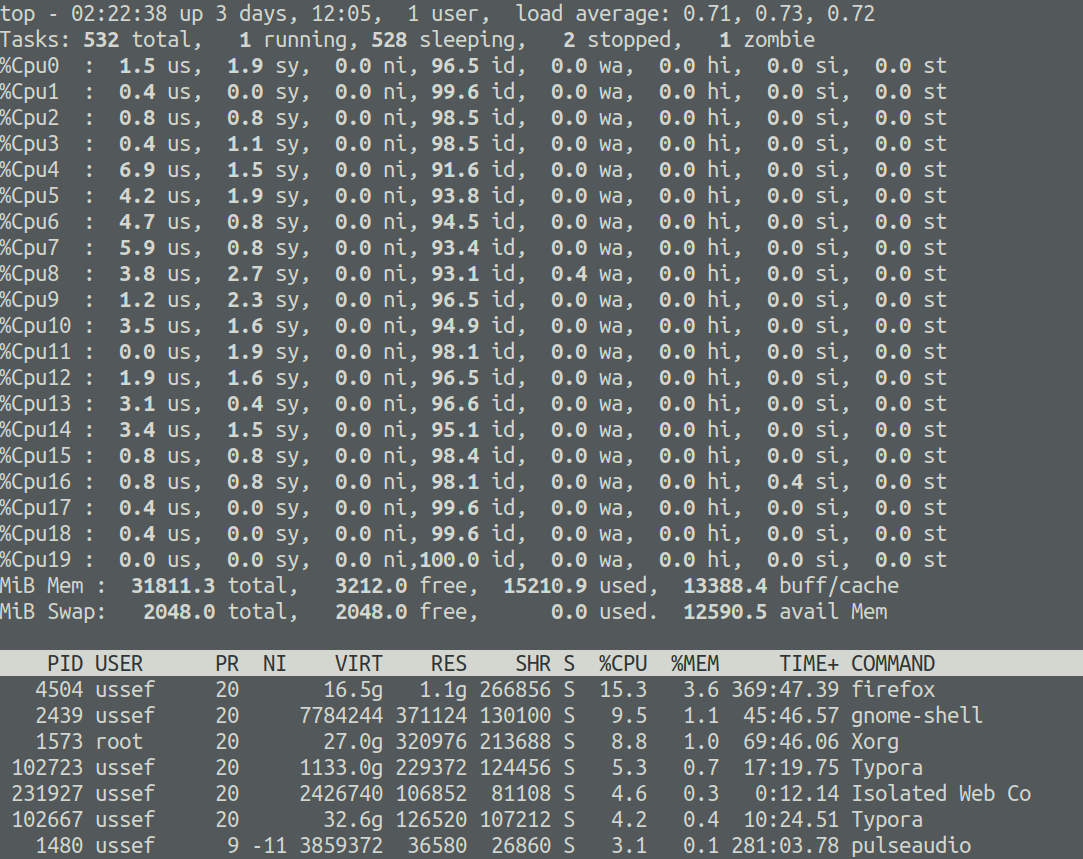 top - 02:22:38 up 3 days, 12:05,  1 user,  load average: 0.71, 0.73, 0.72
Tasks: 532 total,   1 running, 528 sleeping,   2 stopped,   1 zombie
%Cpu0  :  1.5 us,  1.9 sy,  0.0 ni, 96.5 id,  0.0 wa,  0.0 hi,  0.0 si,  0.0 st
%Cpu1  :  0.4 us,  0.0 sy,  0.0 ni, 99.6 id,  0.0 wa,  0.0 hi,  0.0 si,  0.0 st
%Cpu2  :  0.8 us,  0.8 sy,  0.0 ni, 98.5 id,  0.0 wa,  0.0 hi,  0.0 si,  0.0 st
%Cpu3  :  0.4 us,  1.1 sy,  0.0 ni, 98.5 id,  0.0 wa,  0.0 hi,  0.0 si,  0.0 st
%Cpu4  :  6.9 us,  1.5 sy,  0.0 ni, 91.6 id,  0.0 wa,  0.0 hi,  0.0 si,  0.0 st
%Cpu5  :  4.2 us,  1.9 sy,  0.0 ni, 93.8 id,  0.0 wa,  0.0 hi,  0.0 si,  0.0 st
%Cpu6  :  4.7 us,  0.8 sy,  0.0 ni, 94.5 id,  0.0 wa,  0.0 hi,  0.0 si,  0.0 st
%Cpu7  :  5.9 us,  0.8 sy,  0.0 ni, 93.4 id,  0.0 wa,  0.0 hi,  0.0 si,  0.0 st
%Cpu8  :  3.8 us,  2.7 sy,  0.0 ni, 93.1 id,  0.4 wa,  0.0 hi,  0.0 si,  0.0 st
%Cpu9  :  1.2 us,  2.3 sy,  0.0 ni, 96.5 id,  0.0 wa,  0.0 hi,  0.0 si,  0.0 st
%Cpu10 :  3.5 us,  1.6 sy,  0.0 ni, 94.9 id,  0.0 wa,  0.0 hi,  0.0 si,  0.0 st
%Cpu11 :  0.0 us,  1.9 sy,  0.0 ni, 98.1 id,  0.0 wa,  0.0 hi,  0.0 si,  0.0 st
%Cpu12 :  1.9 us,  1.6 sy,  0.0 ni, 96.5 id,  0.0 wa,  0.0 hi,  0.0 si,  0.0 st
%Cpu13 :  3.1 us,  0.4 sy,  0.0 ni, 96.6 id,  0.0 wa,  0.0 hi,  0.0 si,  0.0 st
%Cpu14 :  3.4 us,  1.5 sy,  0.0 ni, 95.1 id,  0.0 wa,  0.0 hi,  0.0 si,  0.0 st
%Cpu15 :  0.8 us,  0.8 sy,  0.0 ni, 98.4 id,  0.0 wa,  0.0 hi,  0.0 si,  0.0 st
%Cpu16 :  0.8 us,  0.8 sy,  0.0 ni, 98.1 id,  0.0 wa,  0.0 hi,  0.4 si,  0.0 st
%Cpu17 :  0.4 us,  0.0 sy,  0.0 ni, 99.6 id,  0.0 wa,  0.0 hi,  0.0 si,  0.0 st
%Cpu18 :  0.4 us,  0.0 sy,  0.0 ni, 99.6 id,  0.0 wa,  0.0 hi,  0.0 si,  0.0 st
%Cpu19 :  0.0 us,  0.0 sy,  0.0 ni,100.0 id,  0.0 wa,  0.0 hi,  0.0 si,  0.0 st
MiB Mem :  31811.3 total,   3212.0 free,  15210.9 used,  13388.4 buff/cache
MiB Swap:   2048.0 total,   2048.0 free,      0.0 used.  12590.5 avail Mem
    PID USER      PR  NI    VIRT    RES    SHR S  %CPU  %MEM     TIME+ COMMAND
   4504 ussef     20       16.5g   1.1g 266856 S  15.3   3.6 369:47.39 firefox
   2439 ussef     20     7784244 371124 130100 S   9.5   1.1  45:46.57 gnome-shell
   1573 root      20       27.0g 320976 213688 S   8.8   1.0  69:46.06 Xorg
 102723 ussef     20     1133.0g 229372 124456 S   5.3   0.7  17:19.75 Typora
 231927 ussef     20     2426740 106852  81108 S   4.6   0.3   0:12.14 Isolated Web Co
 102667 ussef     20       32.6g 126520 107212 S   4.2   0.4  10:24.51 Typora
   1480 ussef      9 -11 3859372  36580  26860 S   3.1   0.1 281:03.78 pulseaudio